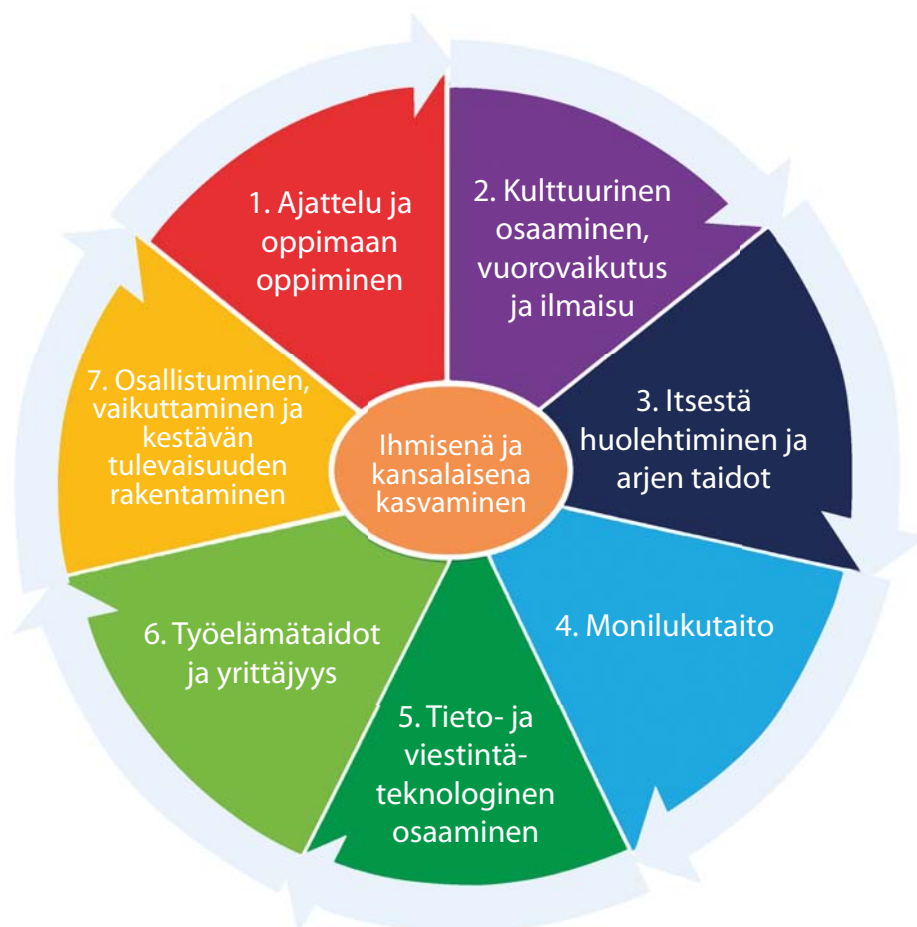 1. Ajattelu ja
oppimaan
oppiminen
2. Kulttuurinen
osaaminen,
vuorovaikutus
ja ilmaisu
3. Itsestä
huolehtiminen ja
arjen taidot
4. Monilukutaito
5. Tieto- ja
viestintä-
teknologinen
osaaminen
6. Työelämätaidot
ja yrittäjyys
7. Osallistuminen,
vaikuttaminen ja
kestävän
tulevaisuuden
rakentaminen
Ihmisenä ja
kansalaisena
kasvaminen